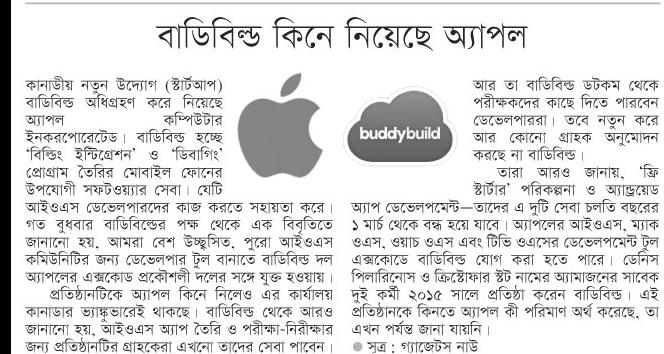 বাডিবিল্ড কিনে নিয়েছে অ্যাপল
কানাডীয় নতুন উদ্যোগ (স্টার্টআপ)
বাডিবিল্ড অধিগ্রহণ করে নিয়েছে
অ্যাপল কম্পিউটার
ইনকরপোরেটেড। বাডিবিল্ড হচ্ছে
‘বিল্ডিং ইন্টিগ্রেশন’ ও ‘ডিবাগিং’
প্রোগ্রাম তৈরির মোবাইল ফোনের
উপযোগী সফটওয়্যার সেবা। যেটি
আইওএস ডেভেলপারদের কাজ করতে সহায়তা করে।
গত বুধবার বাডিবিল্ডের পক্ষ থেকে এক বিবৃতিতে
জানানো হয়, আমরা বেশ উচ্ছ্বসিত, পুরো আইওএস
কমিউনিটির জন্য ডেভেলপার টুল বানাতে বাডিবিল্ড দল
অ্যাপলের এক্সকোড প্রকৌশলী দলের সঙ্গে যুক্ত হওয়ায়।
প্রতিষ্ঠানটিকে অ্যাপল কিনে নিলেও এর কার্যালয়
কানাডার ভ্যাঙ্কুভারেই থাকছে। বাডিবিল্ড থেকে আরও
জানানো হয়, আইওএস অ্যাপ তৈরি ও পরীক্ষা-নিরীক্ষার
জন্য প্রতিষ্ঠানটির গ্রাহকেরা এখনো তাদের সেবা পাবেন।
buddybuild
আর তা বাডিবিল্ড ডটকম থেকে
পরীক্ষকদের কাছে দিতে পারবেন
ডেভেলপাররা। তবে নতুন করে
আর কোনো গ্রাহক অনুমোদন
করছে না বাডিবিল্ড।
তারা আরও জানায়, ‘ফ্রি
স্টার্টার’ পরিকল্পনা ও অ্যান্ড্রয়েড
অ্যাপ ডেভেলপমেন্ট—তাদের এ দুটি সেবা চলতি বছরের
১ মার্চ থেকে বন্ধ হয়ে যাবে। অ্যাপলের আইওএস, ম্যাক
ওএস, ওয়াচ ওএস এবং টিভি ওএসের ডেভেলপমেন্ট টুল
এক্সকোডে বাডিবিল্ড যোগ করা হতে পারে। ডেনিস
পিলারিনোস ও ক্রিস্টোফার স্টট নামের অ্যামাজনের সাবেক
দুই কর্মী ২০১৫ সালে প্রতিষ্ঠা করেন বাডিবিল্ড। এই
প্রতিষ্ঠানকে কিনতে অ্যাপল কী পরিমাণ অর্থ করেছে, তা
এখন পর্যন্ত জানা যায়নি।
● সূত্র : গ্যাজেটস নাউ